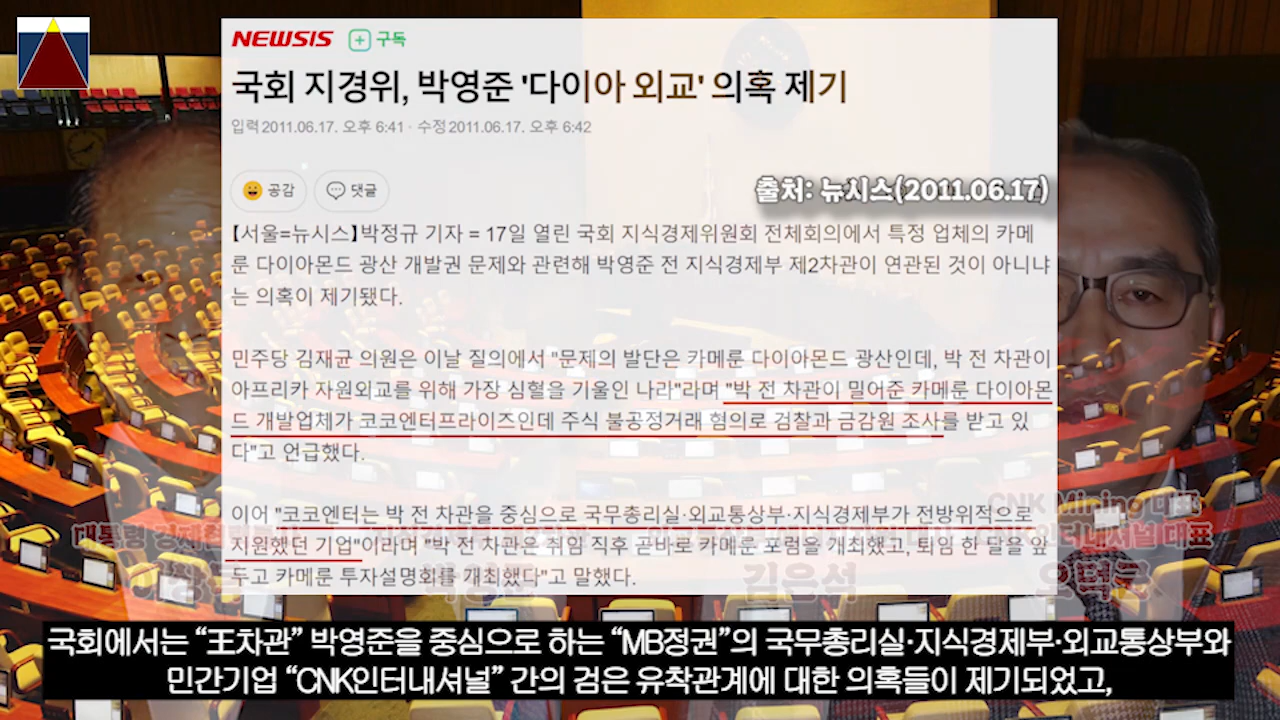 NEWSIS 구독
국회 지경위, 박영준 '다이아 외교' 의혹 제기
입력 2011.06.17. 오후 6:41 · 수정 2011.06.17. 오후 6:42
공감 댓글
출처: 뉴시스(2011.06.17)
【서울=뉴시스】박정규 기자 = 17일 열린 국회 지식경제위원회 전체회의에서 특정 업체의 카메
룬 다이아몬드 광산 개발권 문제와 관련해 박영준 전 지식경제부 제2차관이 연관된 것이 아니냐
는 의혹이 제기됐다.
민주당 김재균 의원은 이날 질의에서 "문제의 발단은 카메룬 다이아몬드 광산인데, 박 전 차관이
아프리카 자원외교를 위해 가장 심혈을 기울인 나라"라며 "박 전 차관이 밀어준 카메룬 다이아몬
드 개발업체가 코코엔터프라이즈인데 주식 불공정거래 혐의로 검찰과 금감원 조사를 받고 있
다"고 언급했다.
이어 "코코엔터는 박 전 차관을 중심으로 국무총리실·외교통상부·지식경제부가 전방위적으로
지원했던 기업"이라며 "박 전 차관은 취임 직후 곧바로 카메룬 포럼을 개최했고, 퇴임 한 달을 앞
두고 카메룬 투자설명회를 개최했다"고 말했다.
CNK Mining 대표
김은석
오덕균
국회에서는 “王차관” 박영준을 중심으로 하는 “MB정권”의 국무총리실·지식경제부·외교통상부와
민간기업 “CNK인터내셔널” 간의 검은 유착관계에 대한 의혹들이 제기되었고,